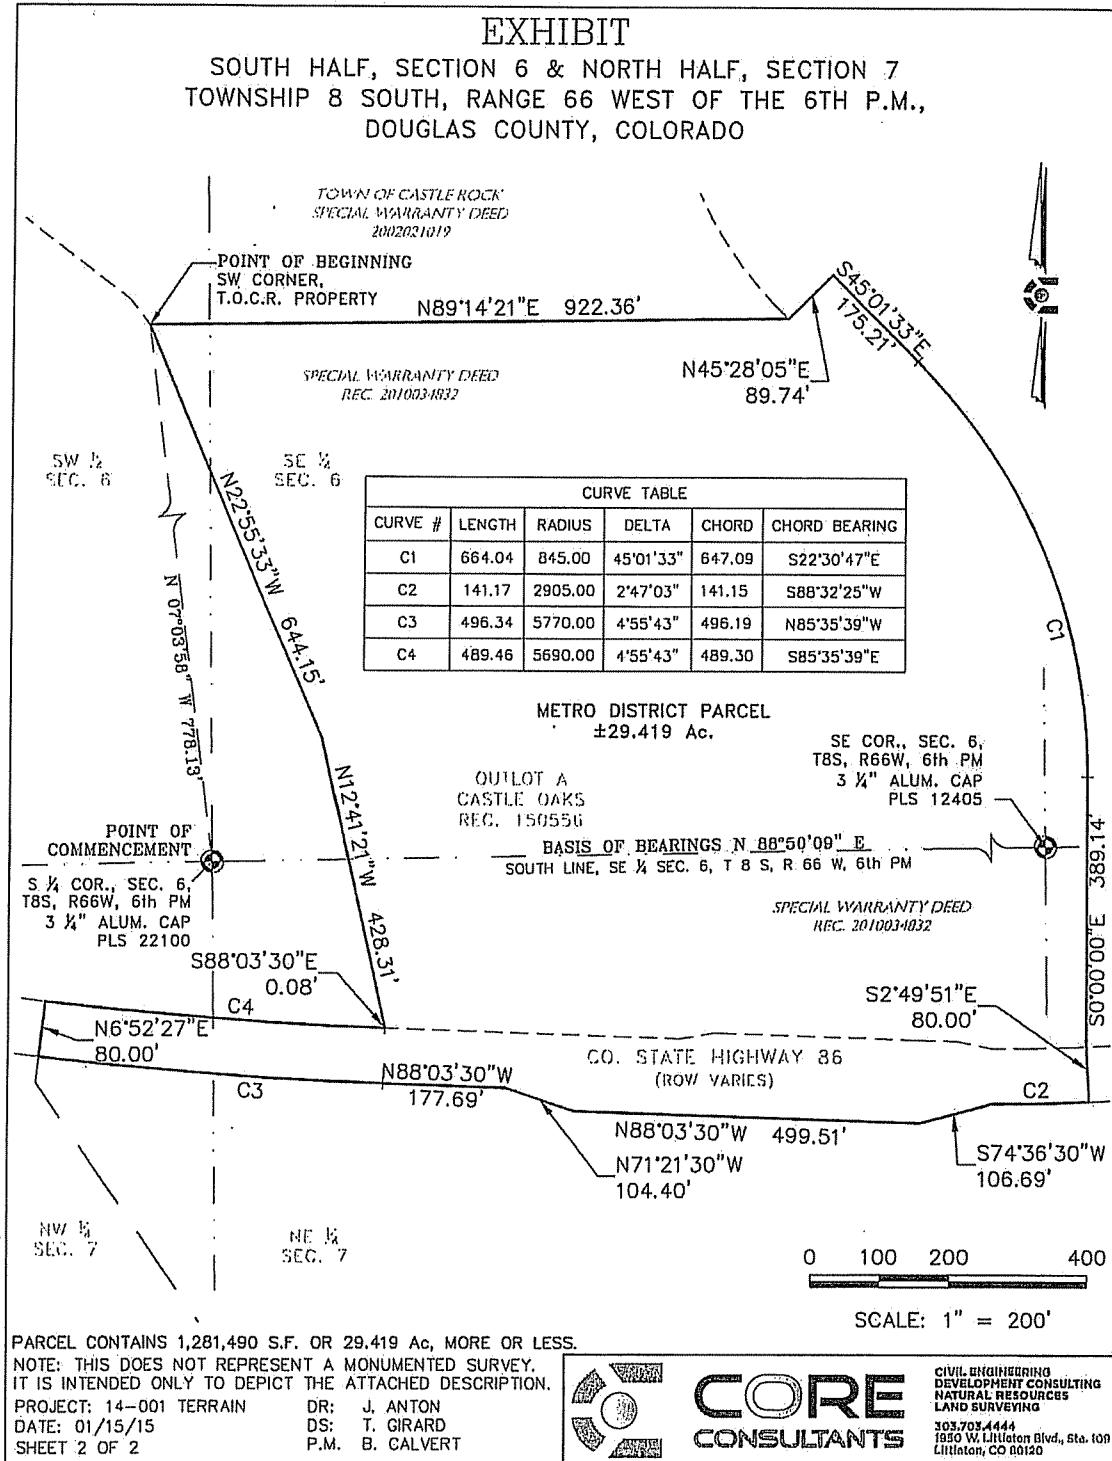 EXHIBIT
SOUTH HALF, SECTION 6 & NORTH HALF, SECTION 7
TOWNSHIP 8 SOUTH, RANGE 66 WEST OF THE 6TH P.M.,
DOUGLAS COUNTY, COLORADO
TOWN OF CASTLE ROCK
SPECIAL WARRANTY DEED
2002021019
POINT OF BEGINNING
SW CORNER,
T.O.C.R. PROPERTY
N89°14'21"E 922.36'
S45°01'33"E
175.21'
N45°28'05"E
89.74'
SPECIAL WARRANTY DEED
REC. 2010034832
SW ¼
SEC. 6
SE ¼
SEC. 6
N22°55'33"W 644.15'
N 07°03'58" W 778.13'
CURVE TABLE
CURVE # LENGTH RADIUS DELTA CHORD CHORD BEARING
C1 664.04 845.00 45°01'33" 647.09 S22°30'47"E
C2 141.17 2905.00 2°47'03" 141.15 S88°32'25"W
C3 496.34 5770.00 4°55'43" 496.19 N85°35'39"W
C4 489.46 5690.00 4°55'43" 489.30 S85°35'39"E
C1
METRO DISTRICT PARCEL
±29.419 Ac.
SE COR., SEC. 6,
T8S, R66W, 6th PM
3 ¼" ALUM. CAP
PLS 12405
N12°41'21"W 428.31'
OUTLOT A
CASTLE OAKS
REC. 150556
POINT OF
COMMENCEMENT
BASIS OF BEARINGS N 88°50'09" E
SOUTH LINE, SE ¼ SEC. 6, T 8 S, R 66 W, 6th PM
S ¼ COR., SEC. 6,
T8S, R66W, 6th PM
3 ¼" ALUM. CAP
PLS 22100
SPECIAL WARRANTY DEED
REC. 2010034832
S0°00'00"E 389.14'
S88°03'30"E
0.08'
S2°49'51"E
80.00'
C4
N6°52'27"E
80.00'
CO. STATE HIGHWAY 86
(ROW VARIES)
C3
N88°03'30"W
177.69'
C2
N88°03'30"W 499.51'
N71°21'30"W
104.40'
S74°36'30"W
106.69'
NW ¼
SEC. 7
NE ¼
SEC. 7
0 100 200 400
SCALE: 1" = 200'
PARCEL CONTAINS 1,281,490 S.F. OR 29.419 Ac, MORE OR LESS.
NOTE: THIS DOES NOT REPRESENT A MONUMENTED SURVEY.
IT IS INTENDED ONLY TO DEPICT THE ATTACHED DESCRIPTION.
PROJECT: 14-001 TERRAIN DR: J. ANTON
DATE: 01/15/15 DS: T. GIRARD
SHEET 2 OF 2 P.M. B. CALVERT
CORE
CONSULTANTS
CIVIL ENGINEERING
DEVELOPMENT CONSULTING
NATURAL RESOURCES
LAND SURVEYING
303.703.4444
1950 W. Littleton Blvd., Ste. 109
Littleton, CO 80120